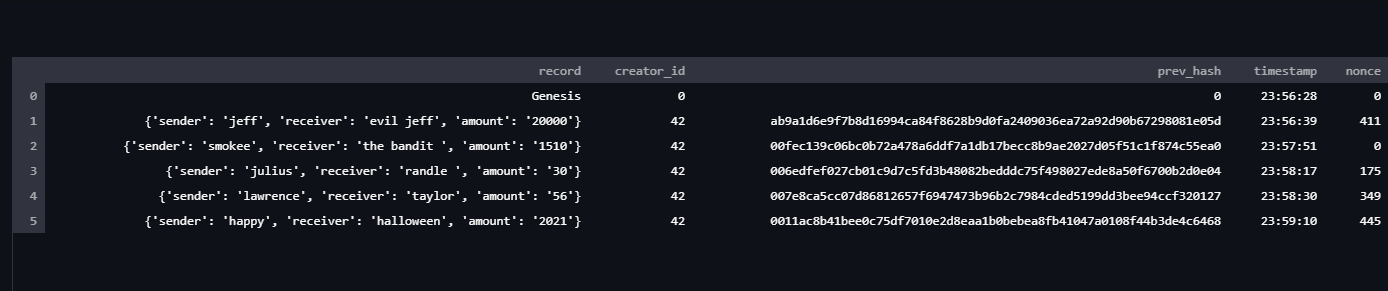 record creator_id prev_hash timestamp nonce
0 Genesis 0 0 23:56:28 0
1 {'sender': 'jeff', 'receiver': 'evil jeff', 'amount': '20000'} 42 ab9a1d6e9f7b8d16994ca84f8628b9d0fa2409036ea72a92d90b67298081e05d 23:56:39 411
2 {'sender': 'smokee', 'receiver': 'the bandit ', 'amount': '1510'} 42 00fec139c06bc0b72a478a6ddf7a1db17becc8b9ae2027d05f51c1f874c55ea0 23:57:51 0
3 {'sender': 'julius', 'receiver': 'randle ', 'amount': '30'} 42 006edfef027cb01c9d7c5fd3b48082bedddc75f498027ede8a50f6700b2d0e04 23:58:17 175
4 {'sender': 'lawrence', 'receiver': 'taylor', 'amount': '56'} 42 007e8ca5cc07d86812657f6947473b96b2c7984cded5199dd3bee94ccf320127 23:58:30 349
5 {'sender': 'happy', 'receiver': 'halloween', 'amount': '2021'} 42 0011ac8b41bee0c75df7010e2d8eaa1b0bebea8fb41047a0108f44b3de4c6468 23:59:10 445